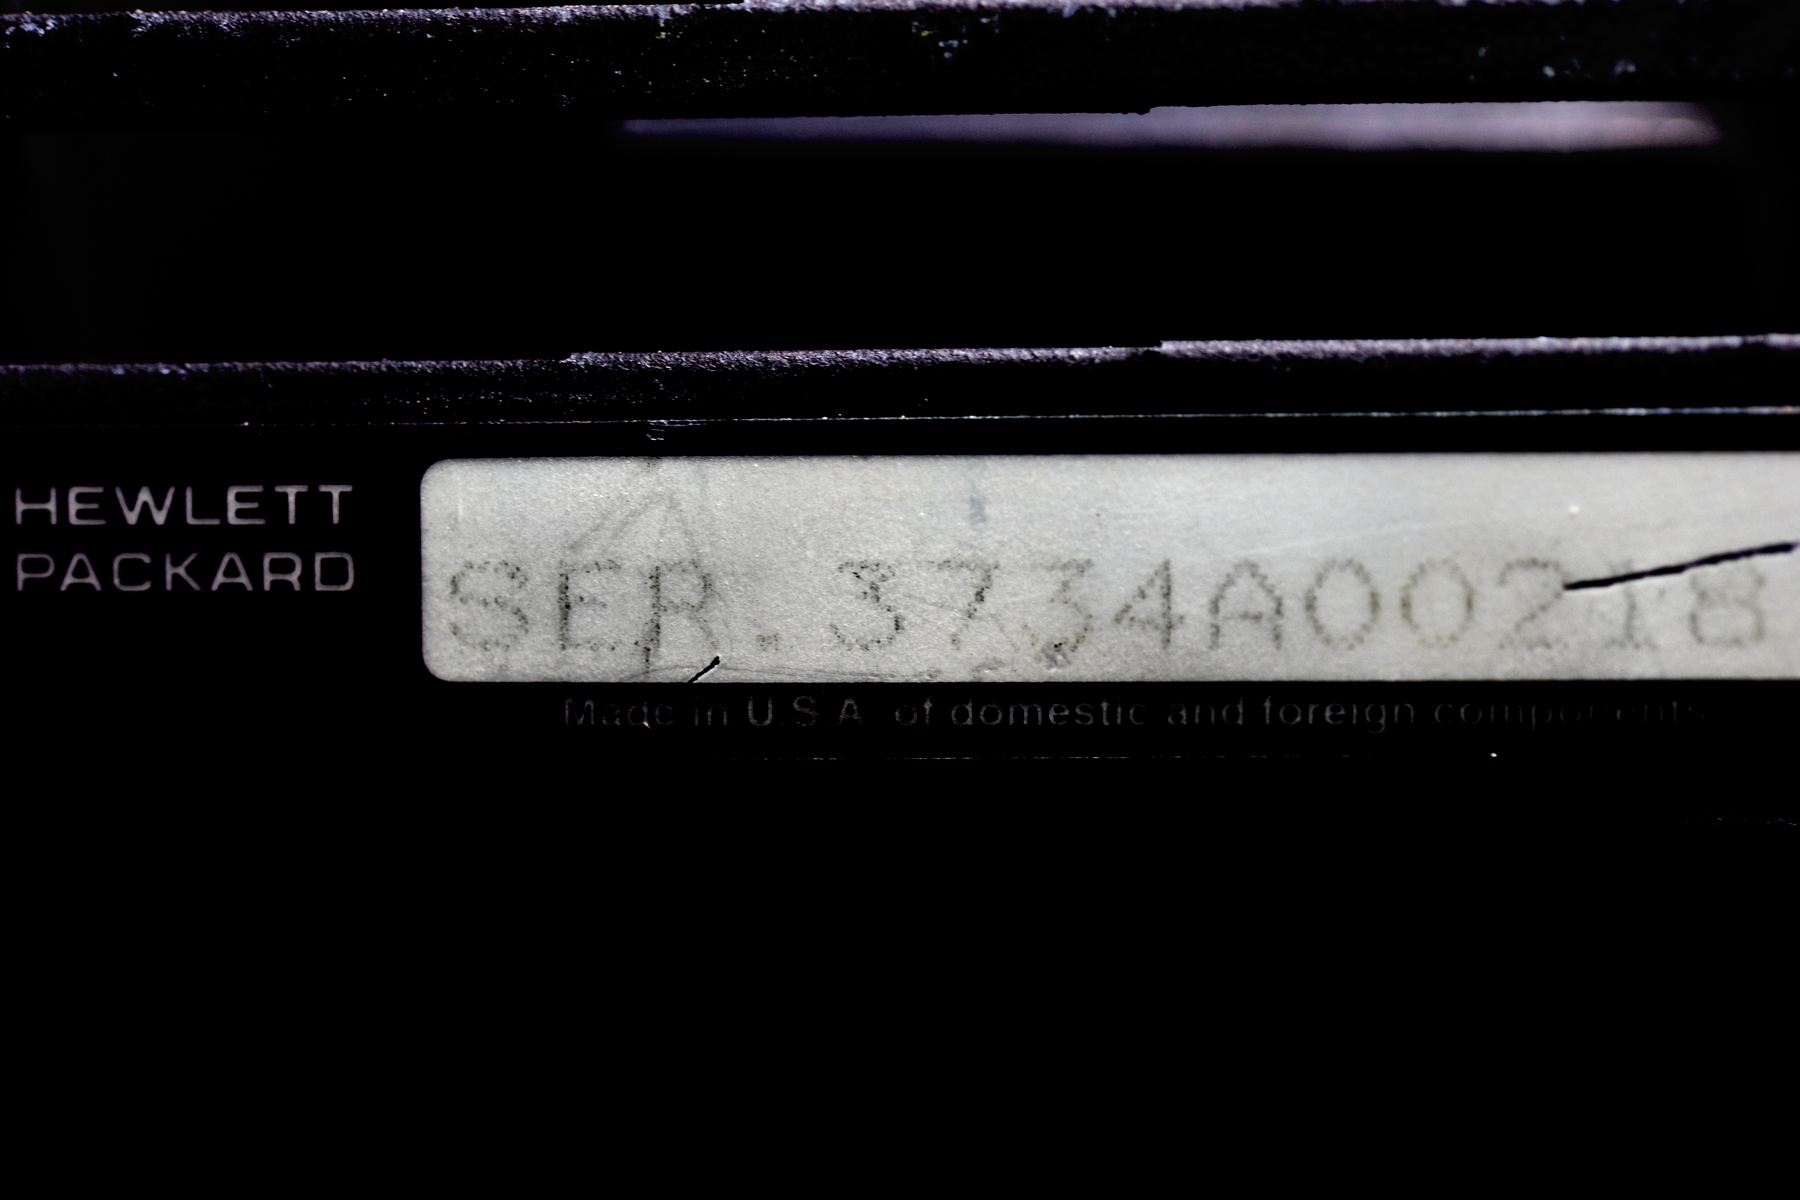 HEWLETT
PACKARD
SER. 3734A00218
Made in U.S.A. of domestic and foreign components